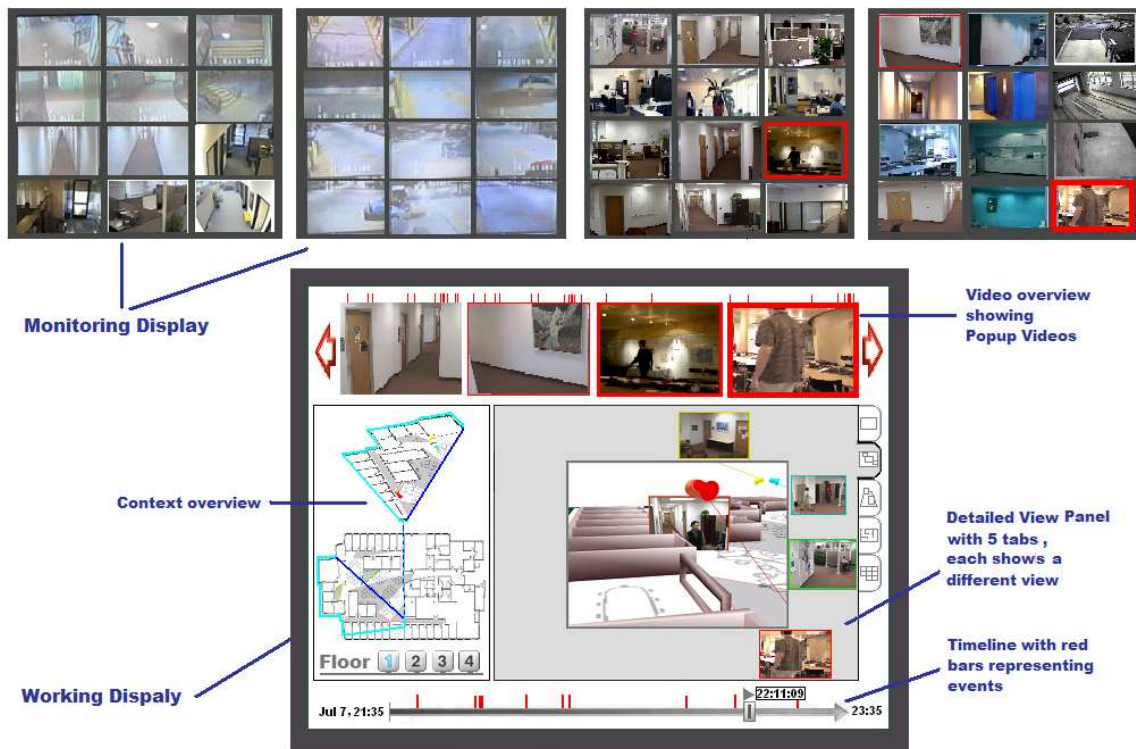 Monitoring Display
Video overview
showing
Popup Videos
Context overview
Detailed View Panel
with 5 tabs ,
each shows a
different view
Floor 1 2 3 4
Working Dispaly
Timeline with red
bars representing
events
22:11:09
Jul 7, 21:35
23:35